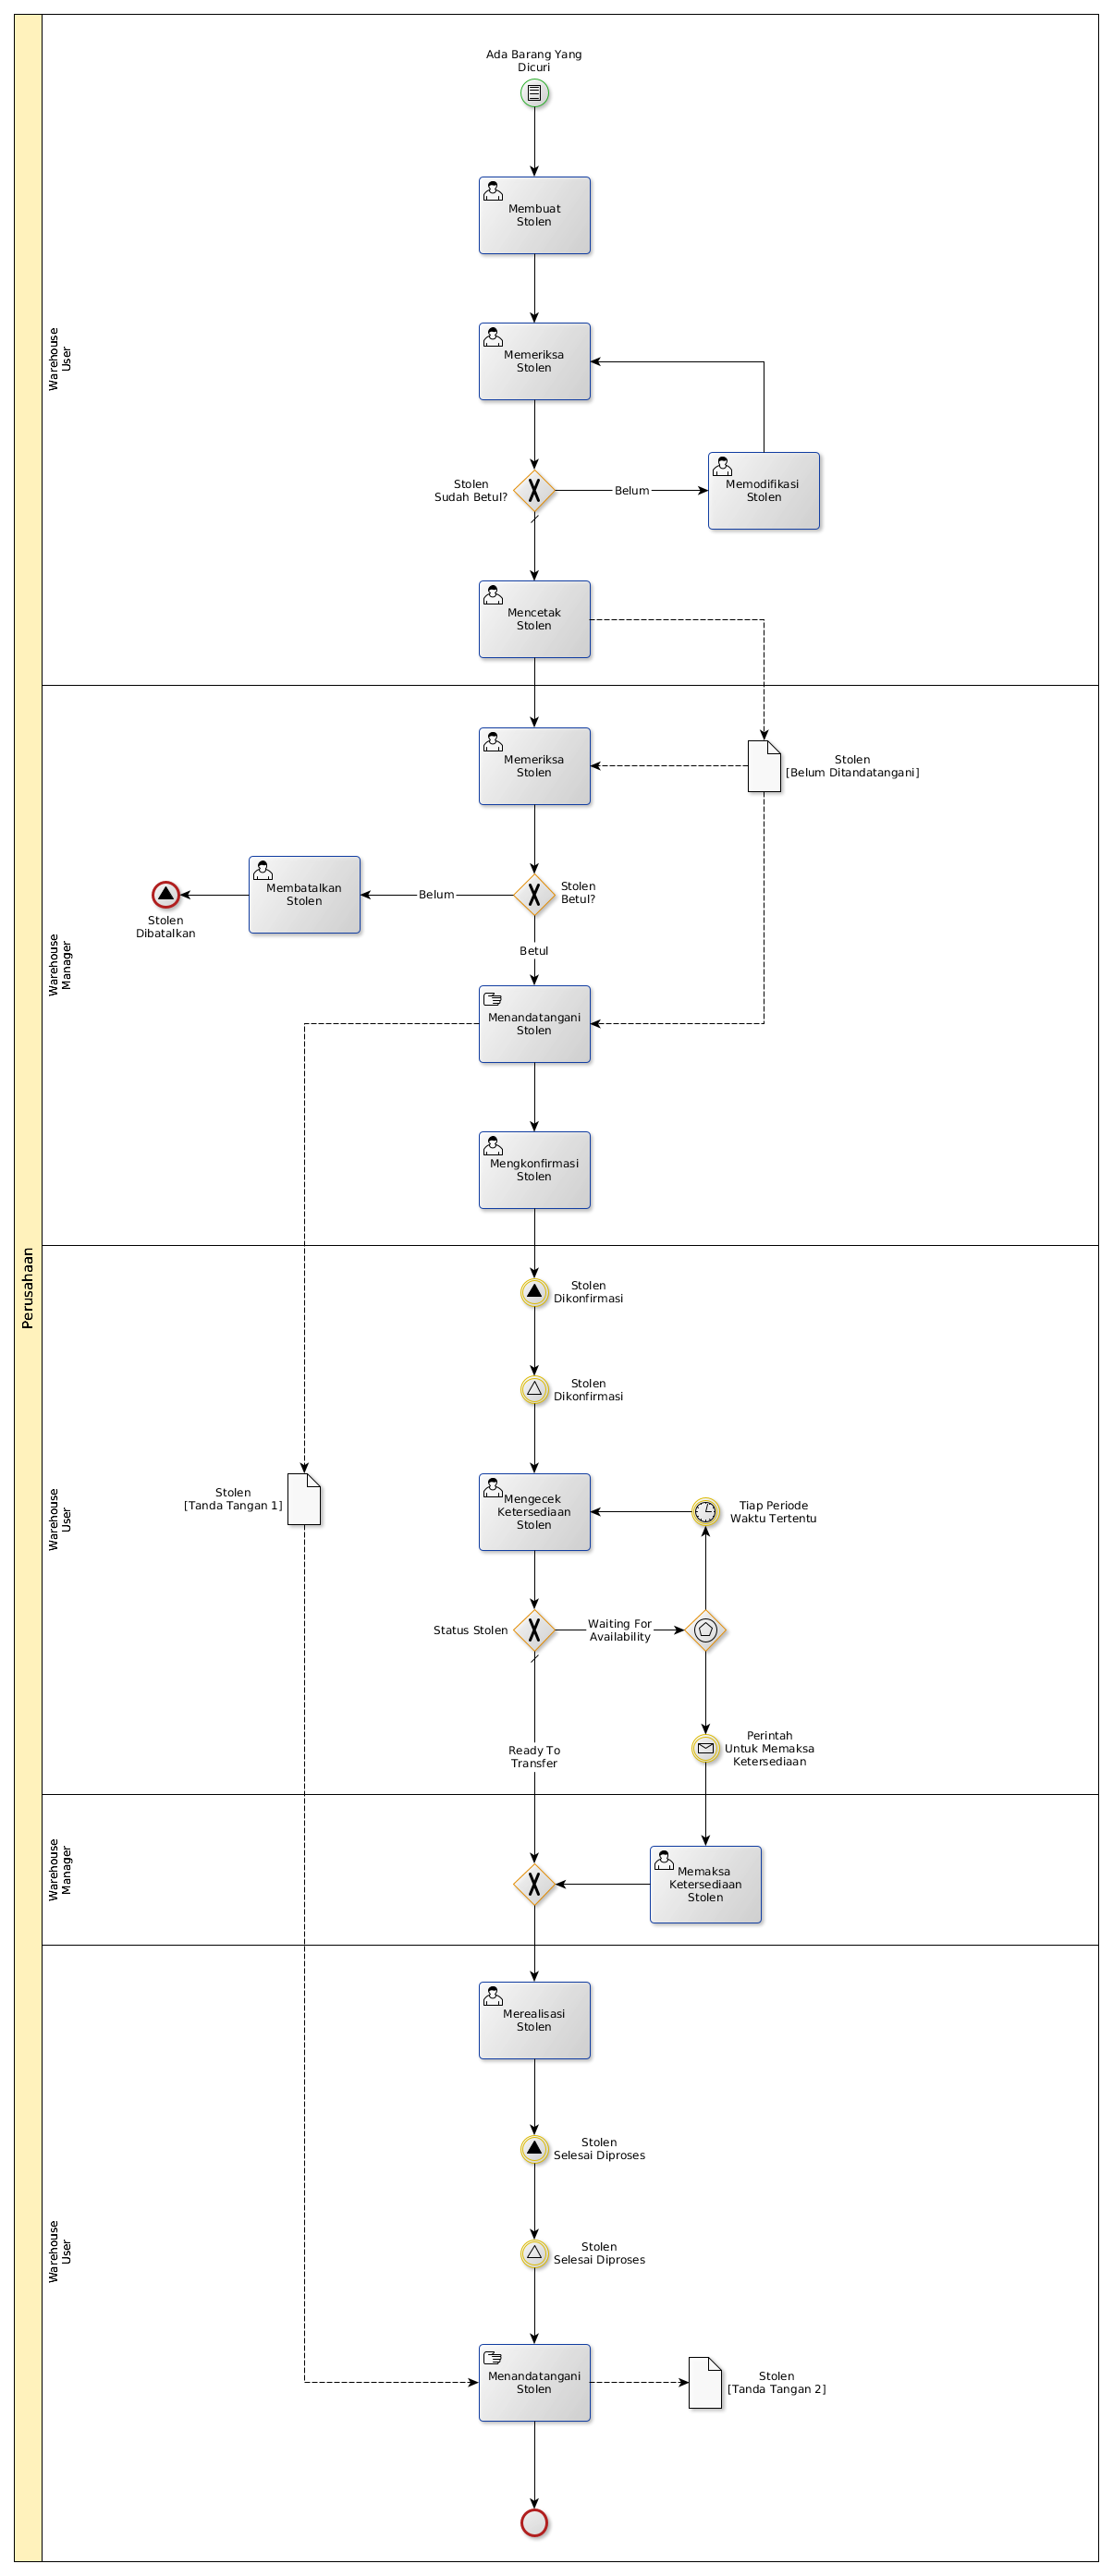 Ada Barang Yang
Dicuri
Membuat
Stolen
Warehouse
User
Memeriksa
Stolen
Stolen
Sudah Betul?
Belum
Memodifikasi
Stolen
Mencetak
Stolen
Memeriksa
Stolen
Stolen
[Belum Ditandatangani]
Warehouse
Manager
Membatalkan
Stolen
Belum
Stolen
Betul?
Stolen
Dibatalkan
Betul
Menandatangani
Stolen
Mengkonfirmasi
Stolen
Perusahaan
Stolen
Dikonfirmasi
Stolen
Dikonfirmasi
Warehouse
User
Stolen
[Tanda Tangan 1]
Mengecek
Ketersediaan
Stolen
Tiap Periode
Waktu Tertentu
Status Stolen
Waiting For
Availability
Ready To
Transfer
Perintah
Untuk Memaksa
Ketersediaan
Warehouse
Manager
Memaksa
Ketersediaan
Stolen
Merealisasi
Stolen
Stolen
Selesai Diproses
Warehouse
User
Stolen
Selesai Diproses
Menandatangani
Stolen
Stolen
[Tanda Tangan 2]